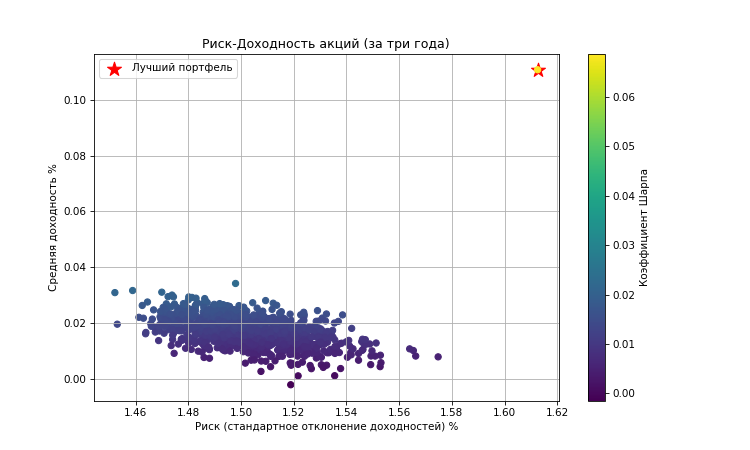 Риск-Доходность акций (за три года)
Лучший портфель
Средняя доходность %
0.10
0.08
0.06
0.04
0.02
0.00
1.46 1.48 1.50 1.52 1.54 1.56 1.58 1.60 1.62
Риск (стандартное отклонение доходностей) %
0.06
0.05
0.04
0.03
0.02
0.01
0.00
Коэффициент Шарпа